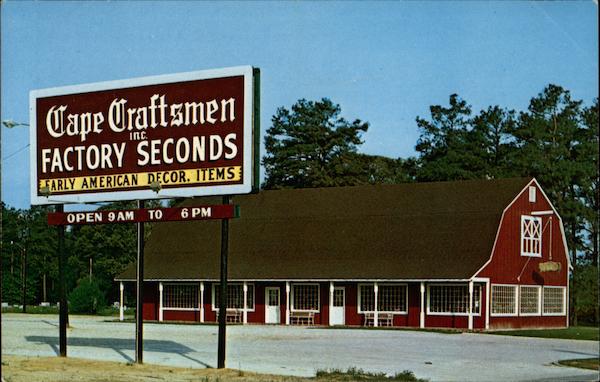 Cape Craftsmen
inc.
FACTORY SECONDS
EARLY AMERICAN DECOR. ITEMS
OPEN 9AM TO 6PM